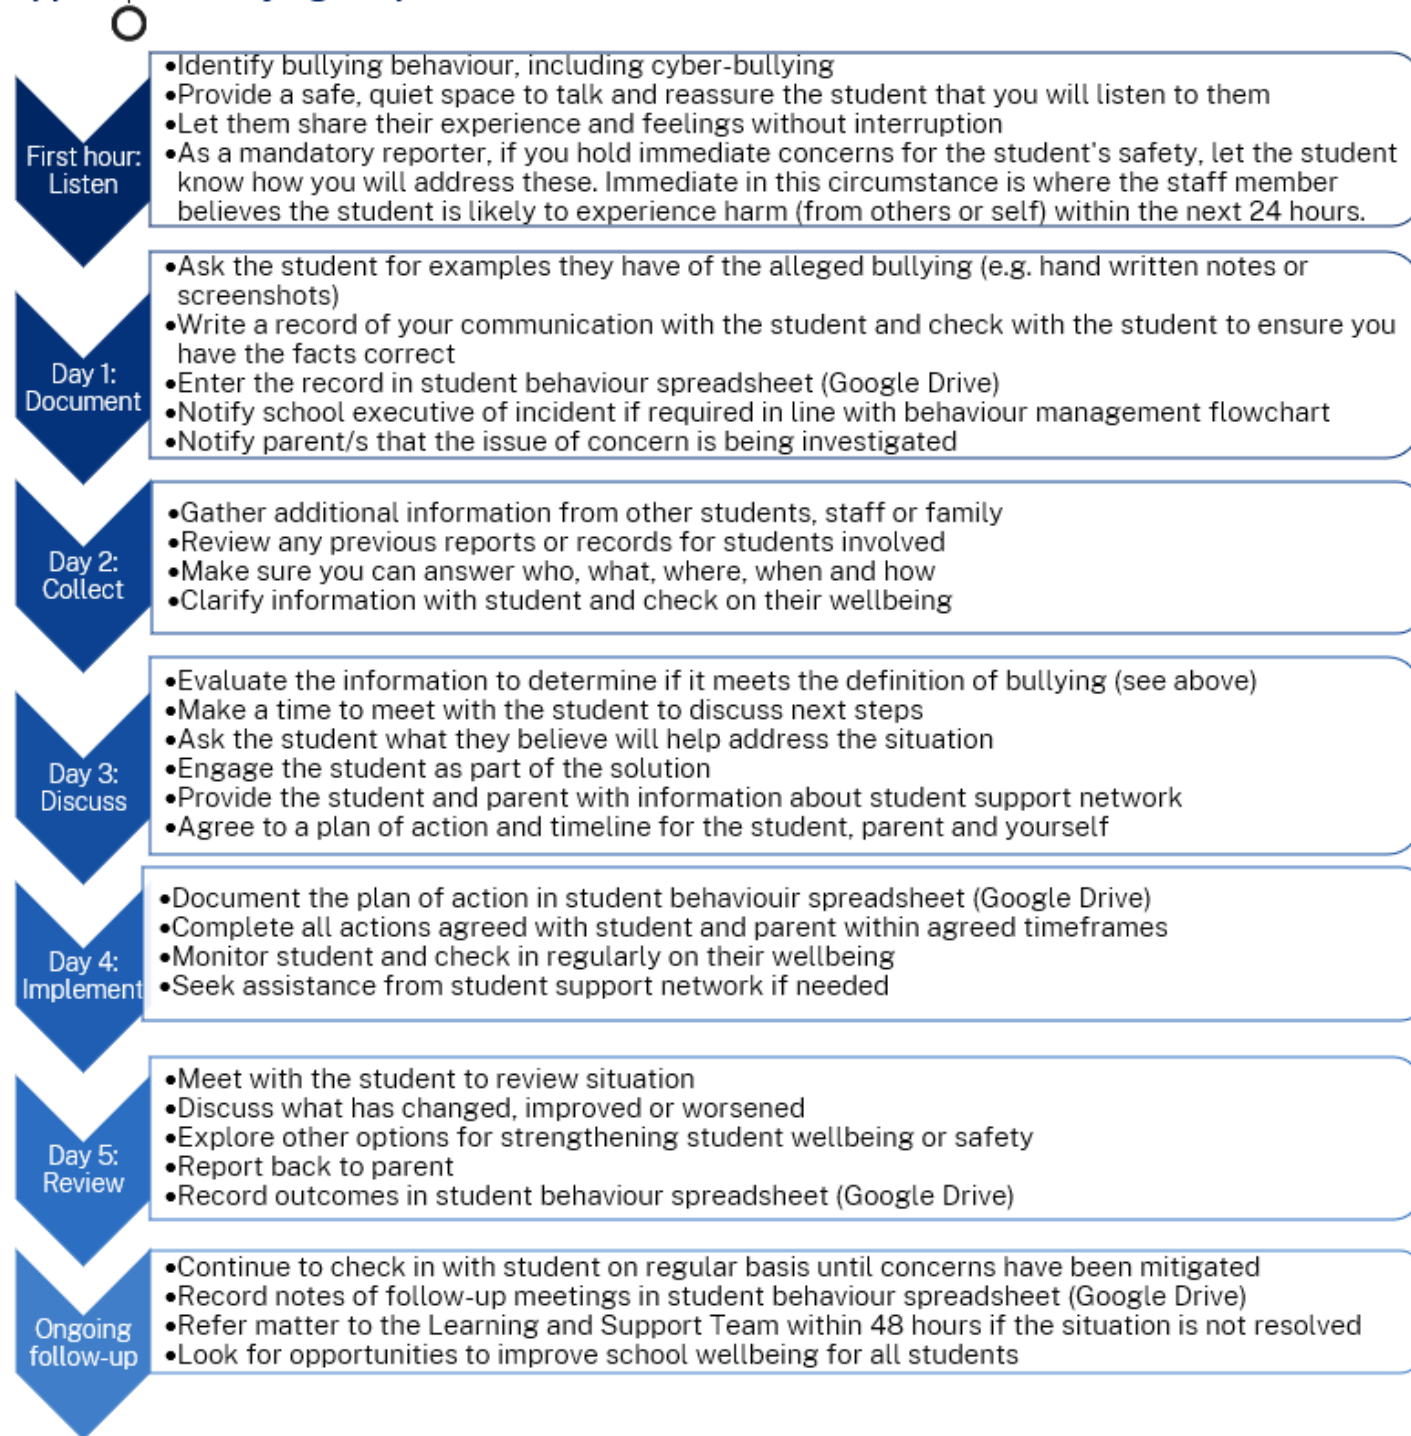 First hour:
Listen
•Identify bullying behaviour, including cyber-bullying
•Provide a safe, quiet space to talk and reassure the student that you will listen to them
•Let them share their experience and feelings without interruption
•As a mandatory reporter, if you hold immediate concerns for the student's safety, let the student
know how you will address these. Immediate in this circumstance is where the staff member
believes the student is likely to experience harm (from others or self) within the next 24 hours.
Day 1:
Document
•Ask the student for examples they have of the alleged bullying (e.g. hand written notes or
screenshots)
•Write a record of your communication with the student and check with the student to ensure you
have the facts correct
•Enter the record in student behaviour spreadsheet (Google Drive)
•Notify school executive of incident if required in line with behaviour management flowchart
•Notify parent/s that the issue of concern is being investigated
Day 2:
Collect
•Gather additional information from other students, staff or family
•Review any previous reports or records for students involved
•Make sure you can answer who, what, where, when and how
•Clarify information with student and check on their wellbeing
Day 3:
Discuss
•Evaluate the information to determine if it meets the definition of bullying (see above)
•Make a time to meet with the student to discuss next steps
•Ask the student what they believe will help address the situation
•Engage the student as part of the solution
•Provide the student and parent with information about student support network
•Agree to a plan of action and timeline for the student, parent and yourself
Day 4:
Implement
•Document the plan of action in student behaviouir spreadsheet (Google Drive)
•Complete all actions agreed with student and parent within agreed timeframes
•Monitor student and check in regularly on their wellbeing
•Seek assistance from student support network if needed
Day 5:
Review
•Meet with the student to review situation
•Discuss what has changed, improved or worsened
•Explore other options for strengthening student wellbeing or safety
•Report back to parent
•Record outcomes in student behaviour spreadsheet (Google Drive)
Ongoing
follow-up
•Continue to check in with student on regular basis until concerns have been mitigated
•Record notes of follow-up meetings in student behaviour spreadsheet (Google Drive)
•Refer matter to the Learning and Support Team within 48 hours if the situation is not resolved
•Look for opportunities to improve school wellbeing for all students